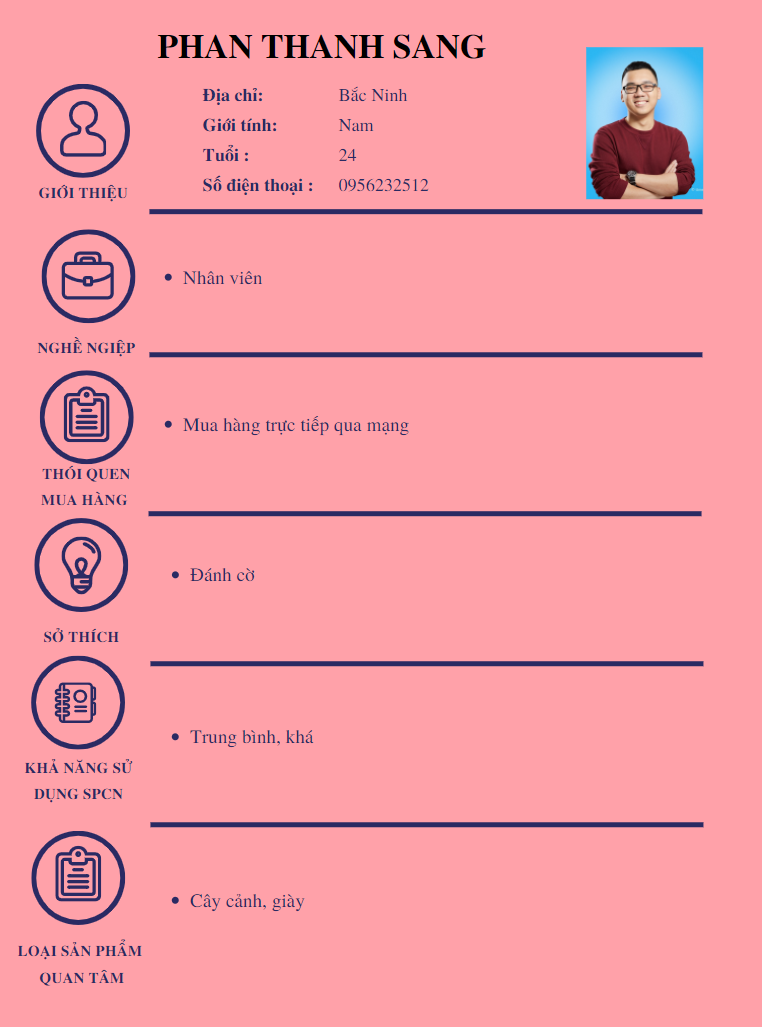 PHAN THANH SANG
Địa chỉ: Bắc Ninh
Giới tính: Nam
Tuổi : 24
Số điện thoại : 0956232512
GIỚI THIỆU
Nhân viên
NGHỀ NGIỆP
Mua hàng trực tiếp qua mạng
THÓI QUEN
MUA HÀNG
Đánh cờ
SỞ THÍCH
Trung bình, khá
KHẢ NĂNG SỬ
DỤNG SPCN
Cây cảnh, giày
LOẠI SẢN PHẨM
QUAN TÂM